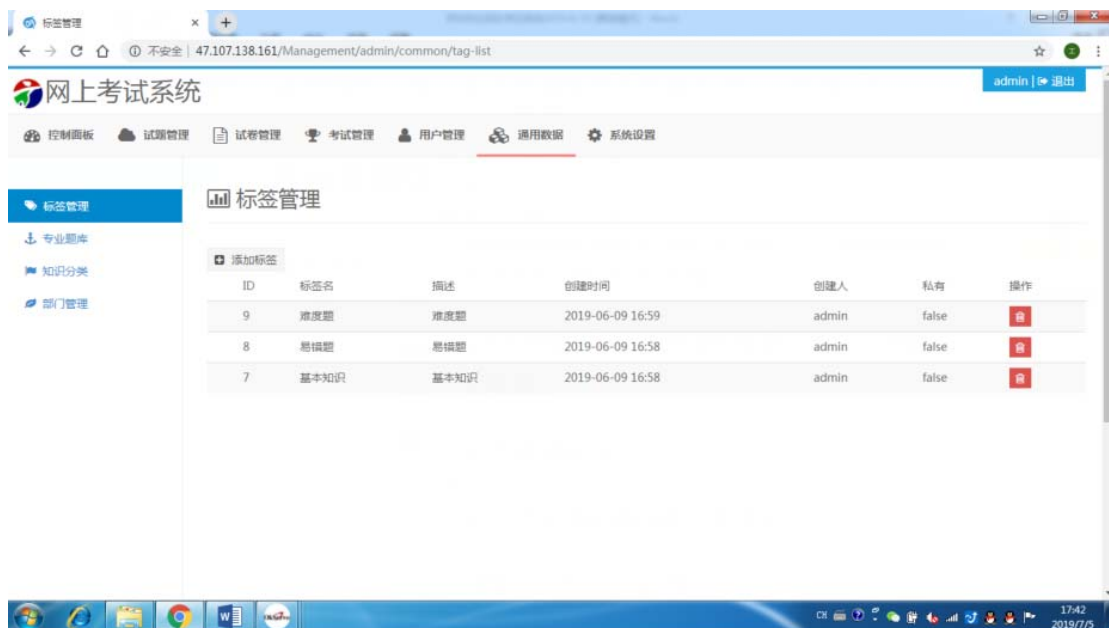 标签管理
不安全 | 47.107.138.161/Management/admin/common/tag-list
网上考试系统
admin | 退出
控制面板 试题管理 试卷管理 考试管理 用户管理 通用数据 系统设置
标签管理
专业题库
知识分类
部门管理
标签管理
添加标签
ID 标签名 描述 创建时间 创建人 私有 操作
9 难度题 难度题 2019-06-09 16:59 admin false
8 易错题 易错题 2019-06-09 16:58 admin false
7 基本知识 基本知识 2019-06-09 16:58 admin false
CH
17:42
2019/7/5